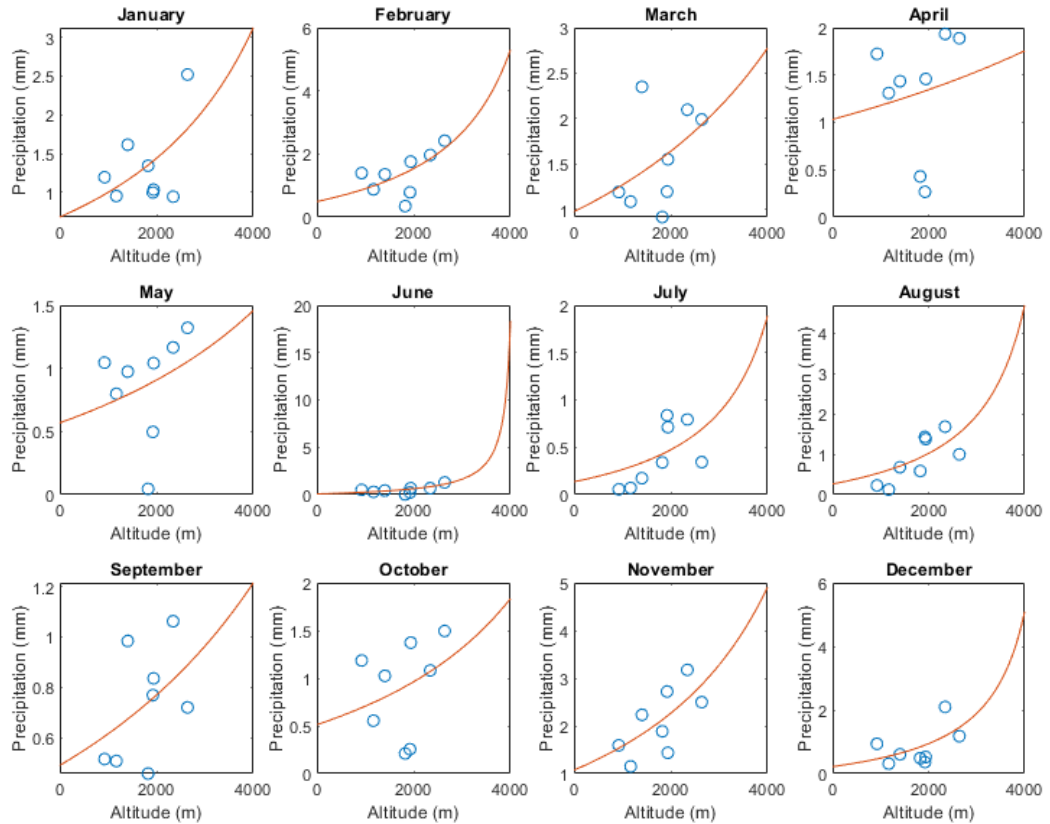 January
February
March
April
Precipitation (mm)
3
2.5
2
1.5
1
0 2000 4000
Altitude (m)
Precipitation (mm)
6
4
2
0
0 2000 4000
Altitude (m)
Precipitation (mm)
3
2.5
2
1.5
1
0 2000 4000
Altitude (m)
Precipitation (mm)
2
1.5
1
0.5
0
0 2000 4000
Altitude (m)
May
June
July
August
Precipitation (mm)
1.5
1
0.5
0
0 2000 4000
Altitude (m)
Precipitation (mm)
20
15
10
5
0
0 2000 4000
Altitude (m)
Precipitation (mm)
2
1.5
1
0.5
0
0 2000 4000
Altitude (m)
Precipitation (mm)
4
3
2
1
0
0 2000 4000
Altitude (m)
September
October
November
December
Precipitation (mm)
1.2
1
0.8
0.6
0 2000 4000
Altitude (m)
Precipitation (mm)
2
1.5
1
0.5
0
0 2000 4000
Altitude (m)
Precipitation (mm)
5
4
3
2
1
0 2000 4000
Altitude (m)
Precipitation (mm)
6
4
2
0
0 2000 4000
Altitude (m)